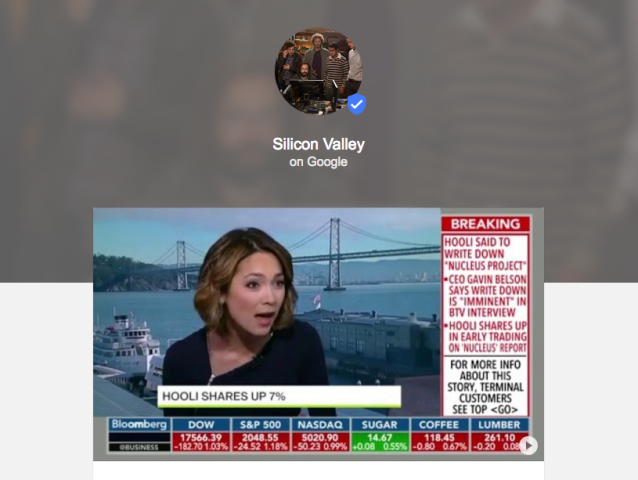 Silicon Valley
on Google
BREAKING
HOOLI SAID TO
WRITE DOWN
"NUCLEUS PROJECT"
•CEO GAVIN BELSON
SAYS WRITE DOWN
IS "IMMINENT" IN
BTV INTERVIEW
•HOOLI SHARES UP
IN EARLY TRADING
ON 'NUCLEUS' REPORT
FOR MORE INFO
ABOUT THIS
STORY, TERMINAL
CUSTOMERS
SEE TOP <GO>
HOOLI SHARES UP 7%
Bloomberg DOW S&P 500 NASDAQ SUGAR COFFEE LUMBER
17566.39 2048.55 5020.90 14.67 118.45 261.10
@BUSINESS -182.70 1.03% -24.52 1.18% -50.23 0.99% +0.08 0.55% -0.80 0.67% -0.20